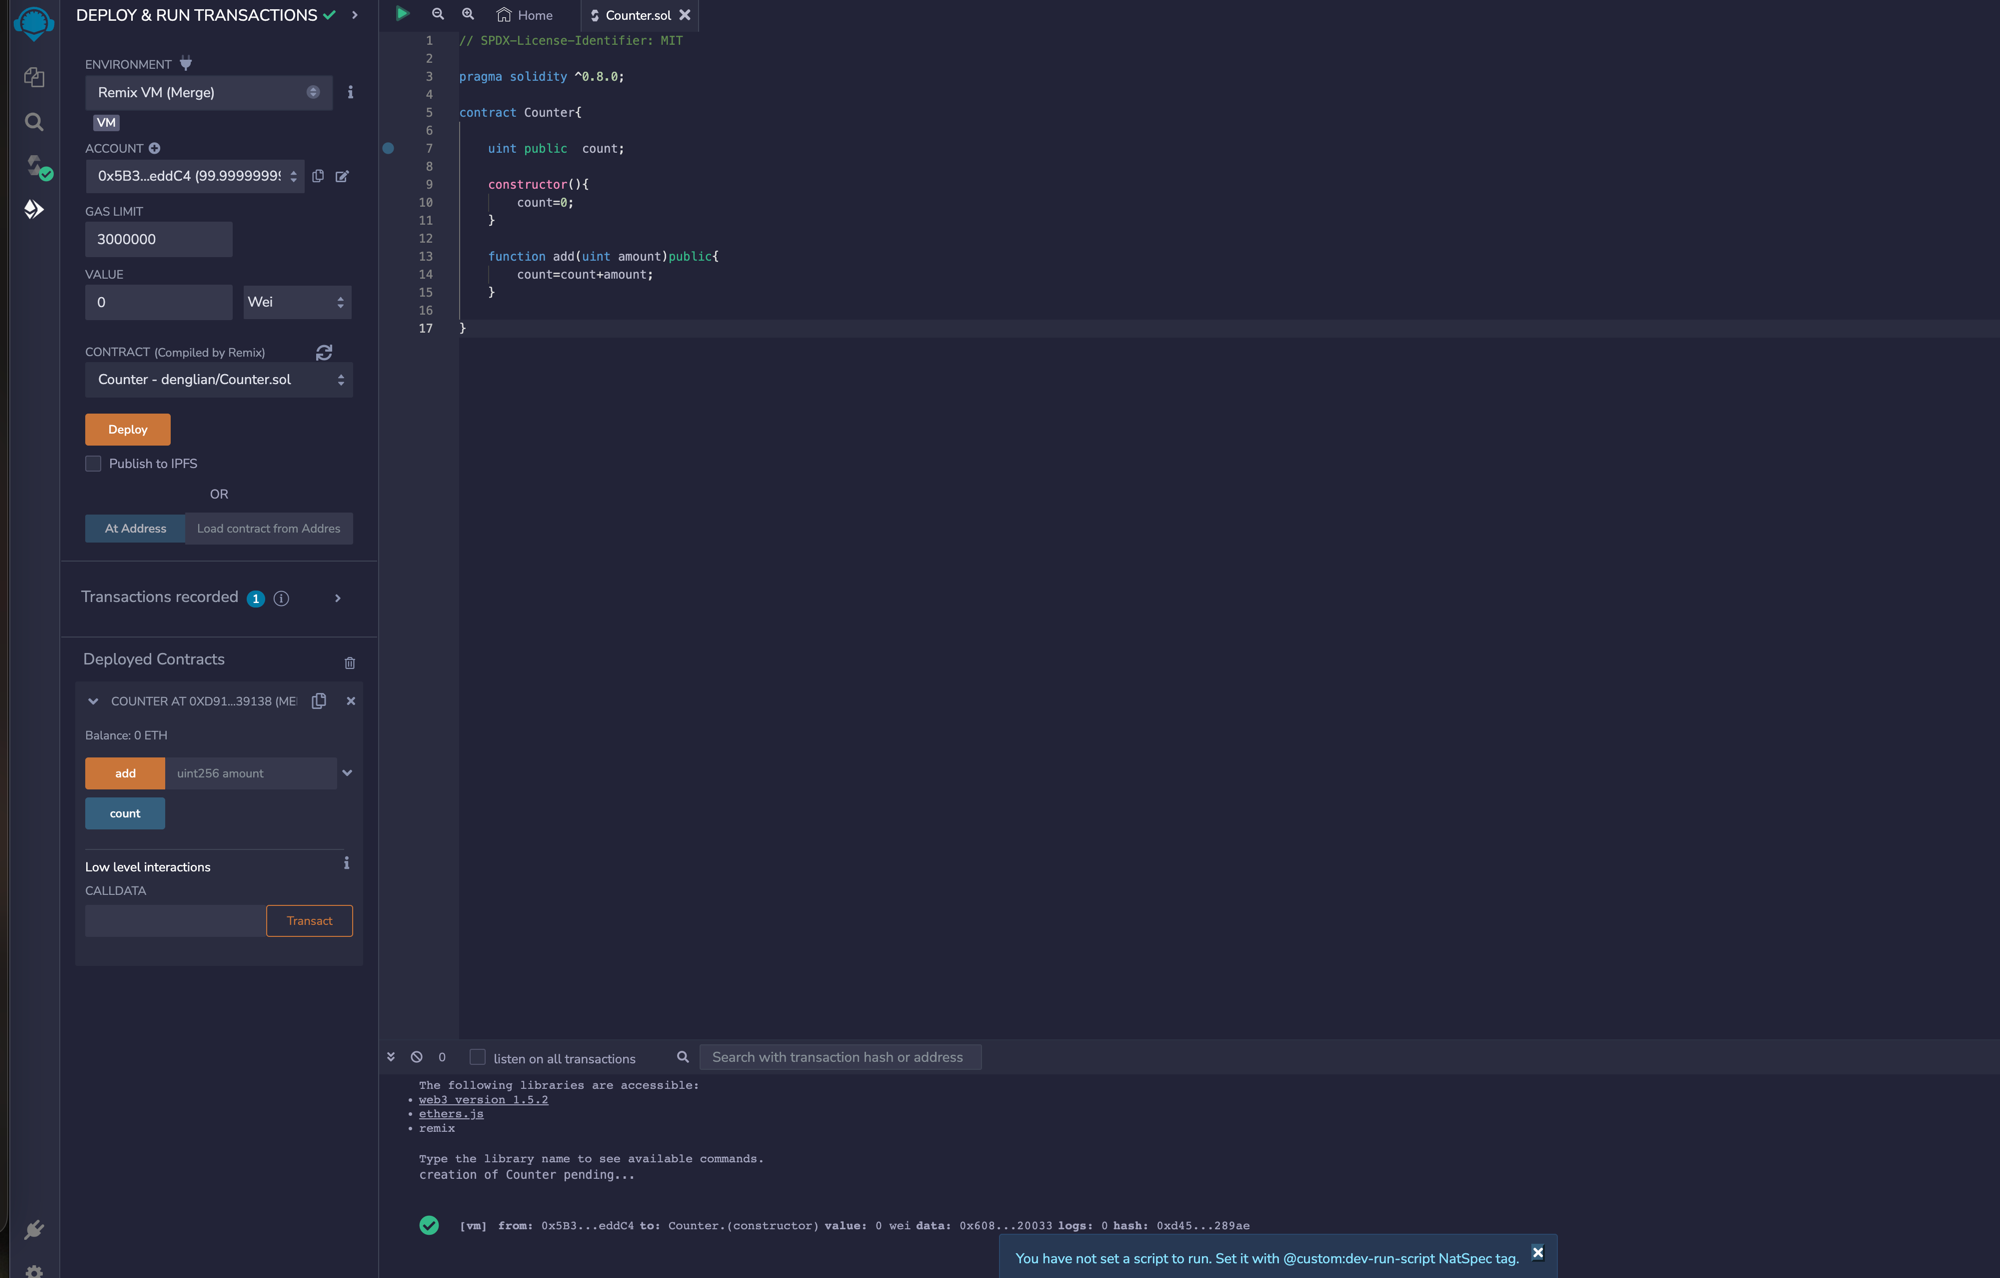 DEPLOY & RUN TRANSACTIONS
ENVIRONMENT
Remix VM (Merge)
VM
ACCOUNT
0x5B3...eddC4 (99.9999999
GAS LIMIT
3000000
VALUE
0
Wei
CONTRACT (Compiled by Remix)
Counter - denglian/Counter.sol
Deploy
Publish to IPFS
OR
At Address
Load contract from Addres
Transactions recorded 1
Deployed Contracts
COUNTER AT 0XD91...39138 (ME
Balance: 0 ETH
add
uint256 amount
count
Low level interactions
CALLDATA
Transact
Home
Counter.sol
1 // SPDX-License-Identifier: MIT
2
3 pragma solidity ^0.8.0;
4
5 contract Counter{
6
7 uint public  count;
8
9 constructor(){
10 count=0;
11 }
12
13 function add(uint amount)public{
14 count=count+amount;
15 }
16
17 }
0
listen on all transactions
Search with transaction hash or address
The following libraries are accessible:
• web3 version 1.5.2
• ethers.js
• remix
Type the library name to see available commands.
creation of Counter pending...
[vm] from: 0x5B3...eddC4 to: Counter.(constructor) value: 0 wei data: 0x608...20033 logs: 0 hash: 0xd45...289ae
You have not set a script to run. Set it with @custom:dev-run-script NatSpec tag.